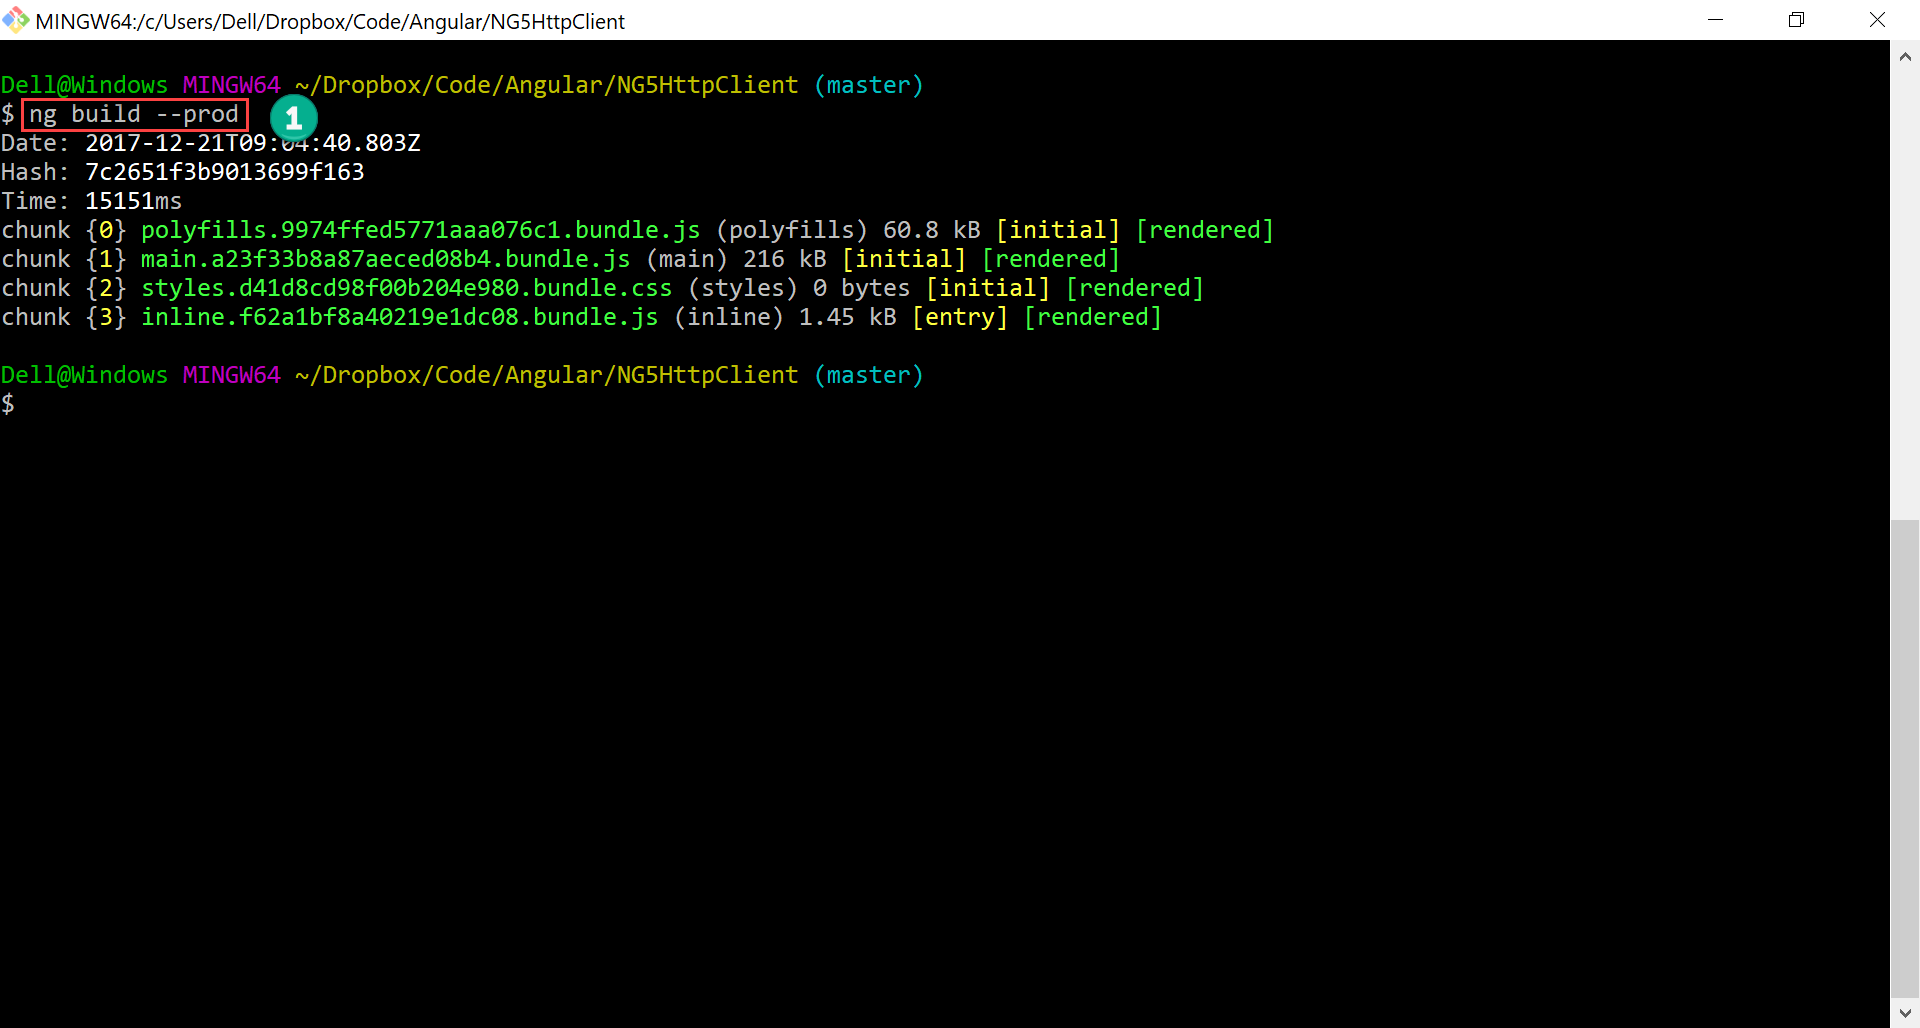 MINGW64:/c/Users/Dell/Dropbox/Code/Angular/NG5HttpClient
Dell@Windows MINGW64 ~/Dropbox/Code/Angular/NG5HttpClient (master)
$ ng build --prod 1
Date: 2017-12-21T09:04:40.803Z
Hash: 7c2651f3b9013699f163
Time: 15151ms
chunk {0} polyfills.9974ffed5771aaa076c1.bundle.js (polyfills) 60.8 kB [initial] [rendered]
chunk {1} main.a23f33b8a87aeced08b4.bundle.js (main) 216 kB [initial] [rendered]
chunk {2} styles.d41d8cd98f00b204e980.bundle.css (styles) 0 bytes [initial] [rendered]
chunk {3} inline.f62a1bf8a40219e1dc08.bundle.js (inline) 1.45 kB [entry] [rendered]
Dell@Windows MINGW64 ~/Dropbox/Code/Angular/NG5HttpClient (master)
$